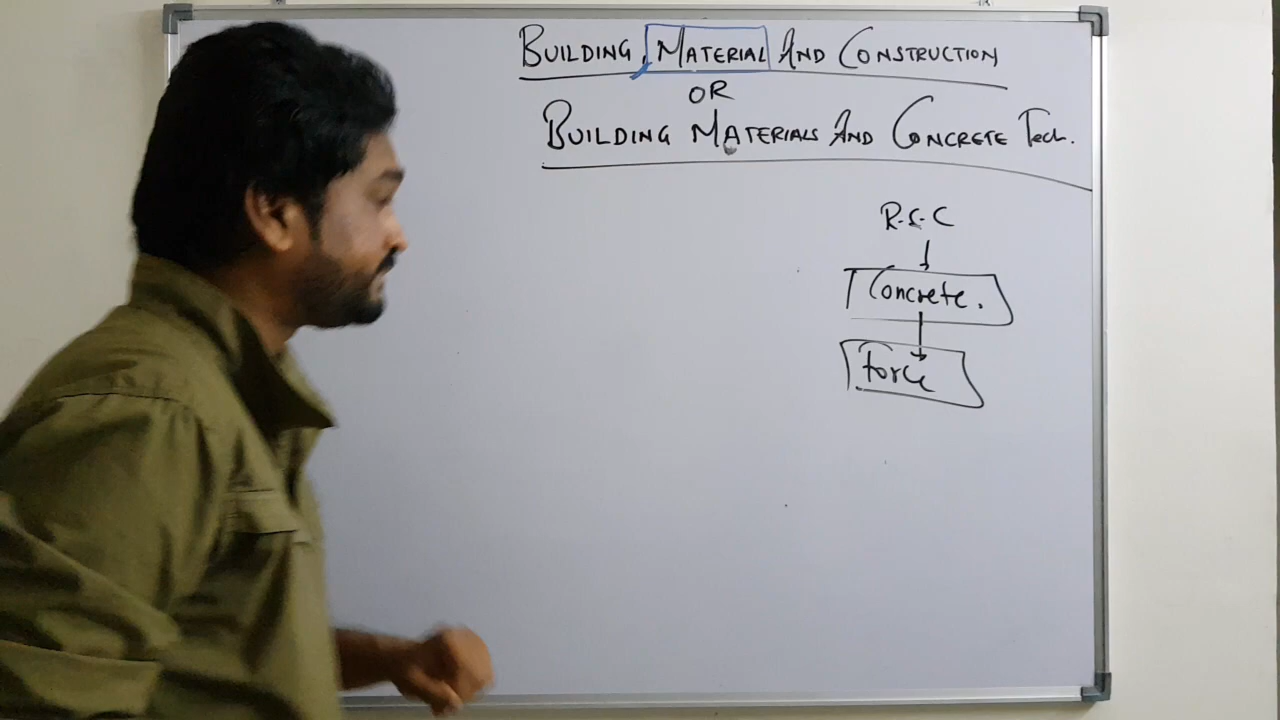 BUILDING MATERIAL AND CONSTRUCTION
OR
BUILDING MATERIALS AND CONCRETE Tech.
R.C.C
Concrete.
force